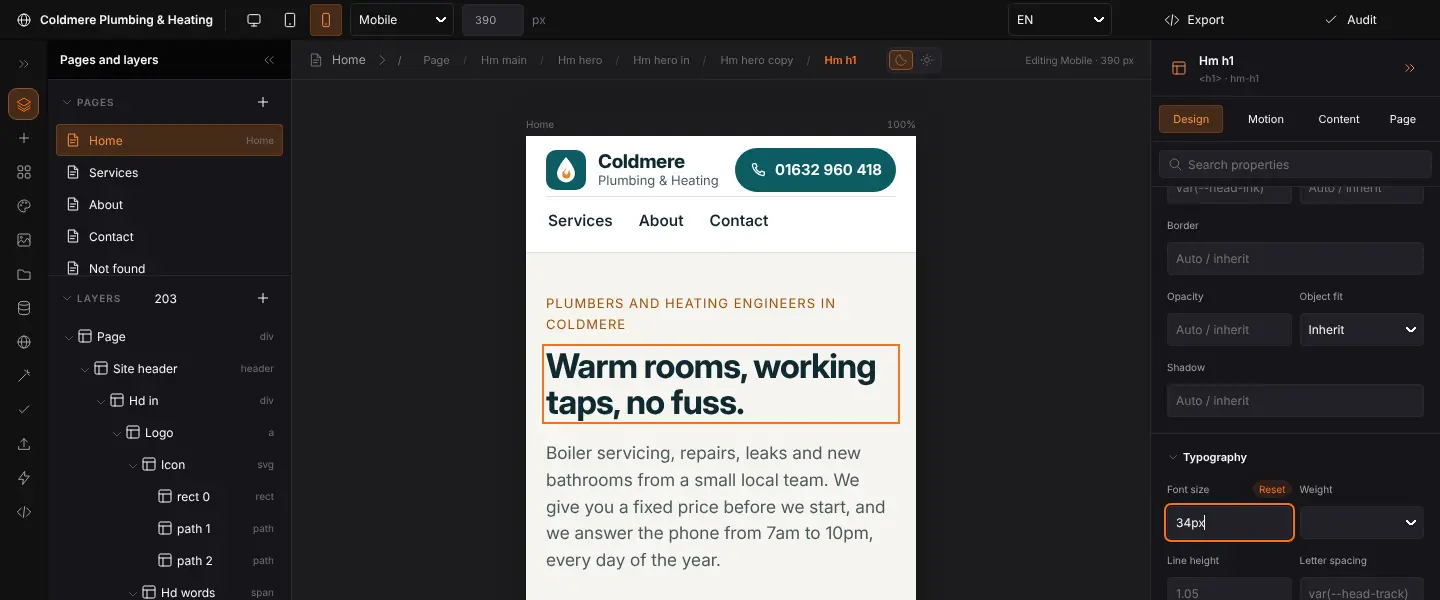 Coldmere Plumbing & Heating
Mobile
390
px
EN
Export
Audit
Pages and layers
PAGES
Home
Home
Services
About
Contact
Not found
LAYERS
203
Page
div
Site header
header
Hd in
div
Logo
a
Icon
svg
rect 0
rect
path 1
path
path 2
path
Hd words
span
Home
/
Page
/
Hm main
/
Hm hero
/
Hm hero in
/
Hm hero copy
/
Hm h1
Editing Mobile · 390 px
Home
100%
Coldmere
Plumbing & Heating
01632 960 418
Services
About
Contact
PLUMBERS AND HEATING ENGINEERS IN
COLDMERE
Warm rooms, working
taps, no fuss.
Boiler servicing, repairs, leaks and new
bathrooms from a small local team. We
give you a fixed price before we start, and
we answer the phone from 7am to 10pm,
every day of the year.
Hm h1
<h1> · hm-h1
Design
Motion
Content
Page
Search properties
var(--head-ink)
Auto / inherit
Border
Auto / inherit
Opacity
Object fit
Auto / inherit
Inherit
Shadow
Auto / inherit
Typography
Font size
Reset
Weight
34px
Line height
Letter spacing
1.05
var(--head-track)